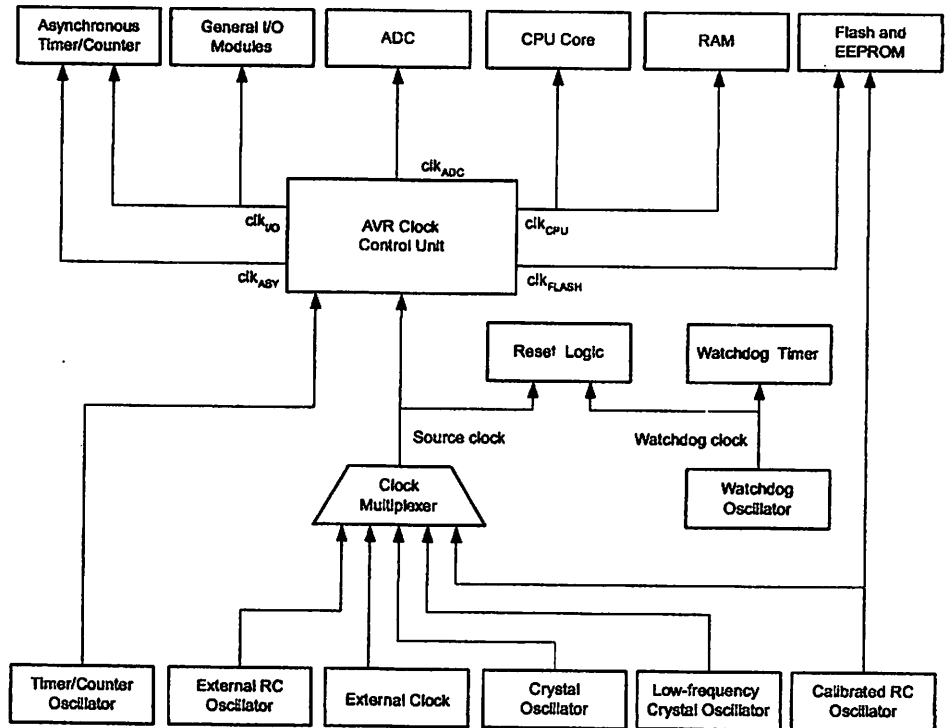 Asynchronous
Timer/Counter
General I/O
Modules
ADC
CPU Core
RAM
Flash and
EEPROM
clkADC
clkI/O
AVR Clock
Control Unit
clkCPU
clkASY
clkFLASH
Reset Logic
Watchdog Timer
Source clock
Watchdog clock
Clock
Multiplexer
Watchdog
Oscillator
Timer/Counter
Oscillator
External RC
Oscillator
External Clock
Crystal
Oscillator
Low-frequency
Crystal Oscillator
Calibrated RC
Oscillator